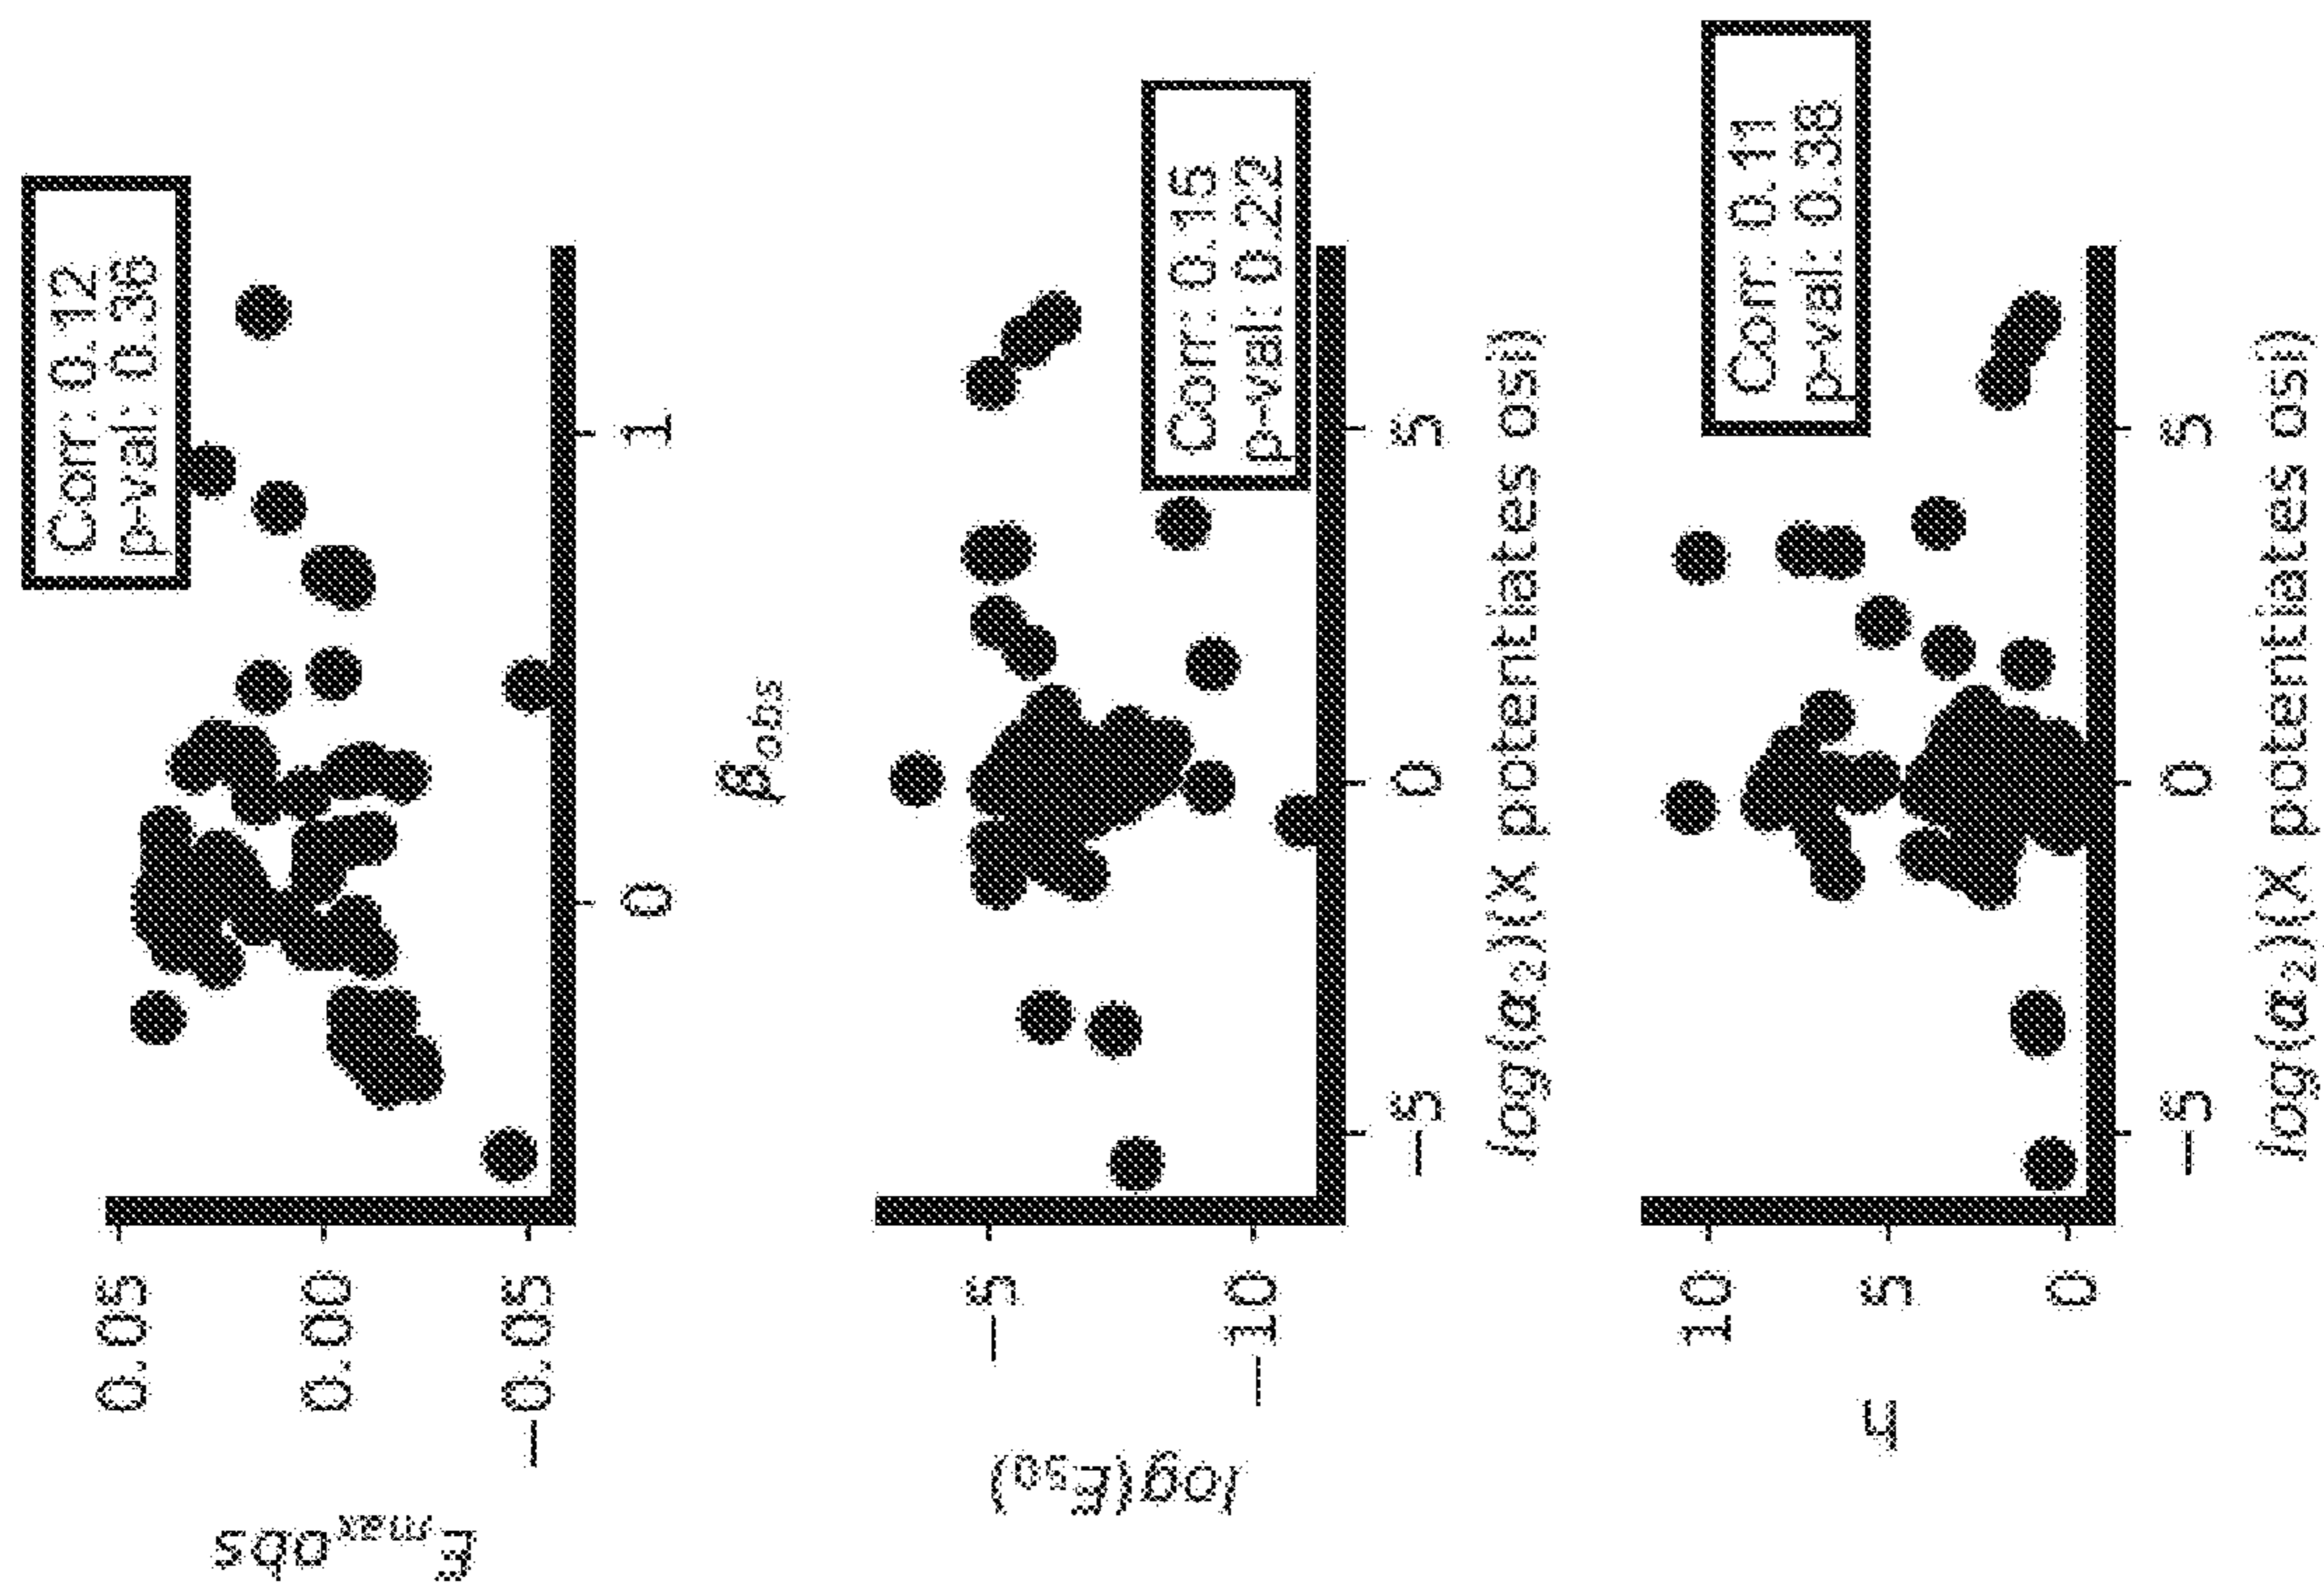 Corr: 0.12
p-val: 0.36
0.05
0.00
−0.05
E_max obs
0
1
β_obs
Corr: 0.15
p-val: 0.22
−5
−10
log(E_50)
−5
0
5
log(α_2)(X potentiates osi)
Corr: 0.11
p-val: 0.38
10
5
0
h
−5
0
5
log(α_2)(X potentiates osi)